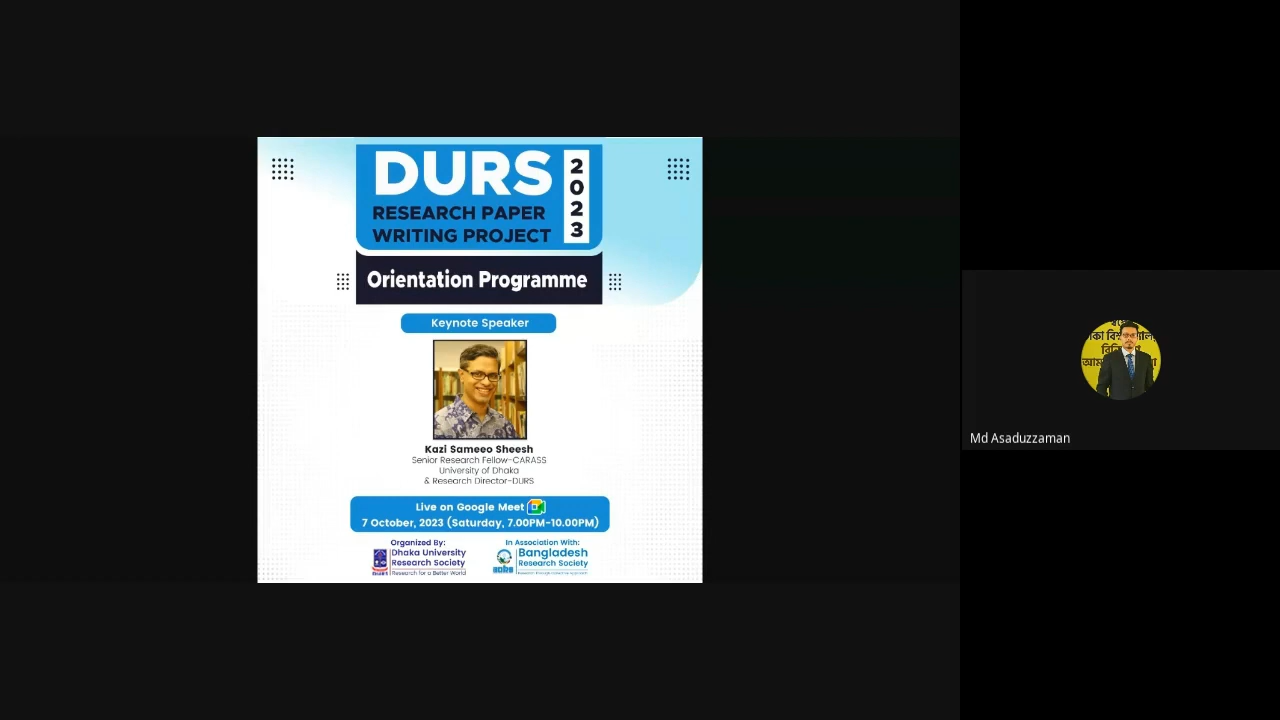 DURS
2023
RESEARCH PAPER
WRITING PROJECT
Orientation Programme
Keynote Speaker
Kazi Sameeo Sheesh
Senior Research Fellow-CARASS
University of Dhaka
& Research Director-DURS
Live on Google Meet
7 October, 2023 (Saturday, 7.00PM-10.00PM)
Organized By:
Dhaka University
Research Society
Research for a Better World
In Association With:
Bangladesh
Research Society
Md Asaduzzaman